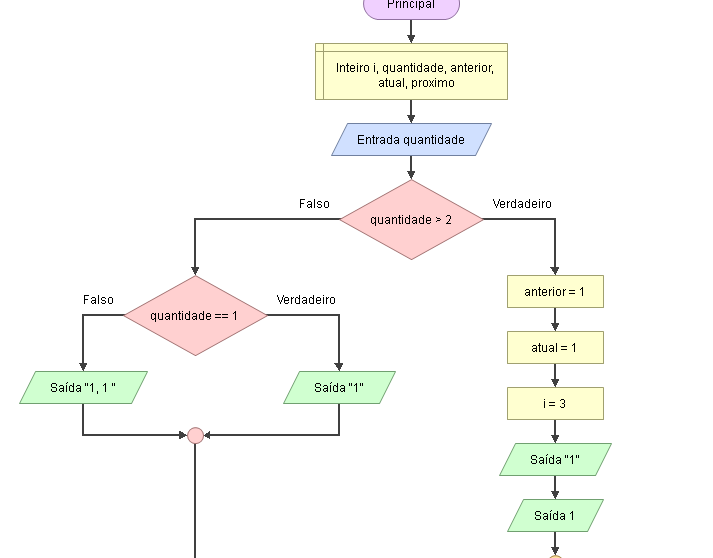 Principal
Inteiro i, quantidade, anterior,
atual, proximo
Entrada quantidade
Falso
Verdadeiro
quantidade > 2
Falso
Verdadeiro
quantidade == 1
Saída "1, 1 "
Saída "1"
anterior = 1
atual = 1
i = 3
Saída "1"
Saída 1